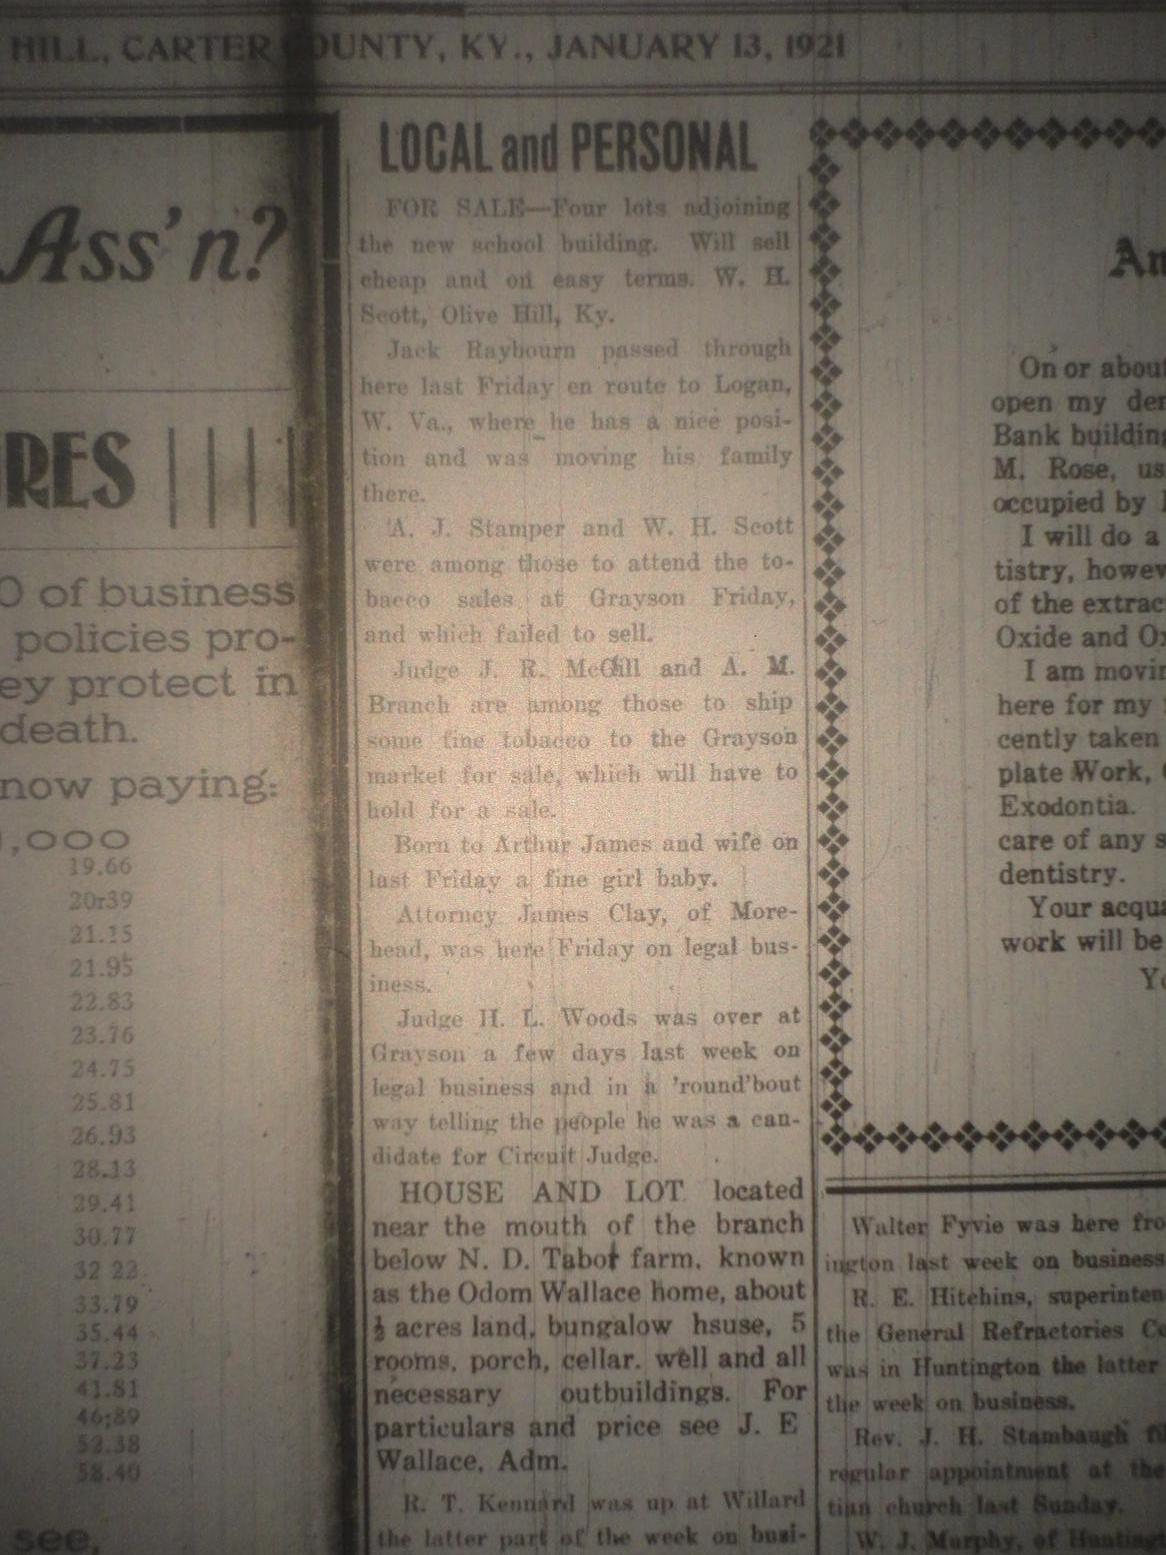 HILL, CARTER COUNTY, KY., JANUARY 13, 1921
Ass'n?
RES
of business
policies pro-
ey protect in
death.
now paying:
,000
19.66
20r39
21.15
21.95
22.83
23.76
24.75
25.81
26.93
28.13
29.41
30.77
32 23
33.79
35.44
37.23
41.81
46;89
52.38
58.40
see,
LOCAL and PERSONAL
FOR SALE—Four lots adjoining
the new school building. Will sell
cheap and on easy terms. W. H.
Scott, Olive Hill, Ky.
Jack Raybourn passed through
here last Friday en route to Logan,
W. Va., where he has a nice posi-
tion and was moving his family
there.
A. J. Stamper and W. H. Scott
were among those to attend the to-
bacco sales at Grayson Friday,
and which failed to sell.
Judge J. R. McGill and A. M.
Branch are among those to ship
some fine tobacco to the Grayson
market for sale, which will have to
hold for a sale.
Born to Arthur James and wife on
last Friday a fine girl baby.
Attorney James Clay, of More-
head, was here Friday on legal bus-
iness.
Judge H. L. Woods was over at
Grayson a few days last week on
legal business and in a 'round'bout
way telling the people he was a can-
didate for Circuit Judge.
HOUSE AND LOT located
near the mouth of the branch
below N. D. Tabor farm, known
as the Odom Wallace home, about
½ acres land, bungalow hsuse, 5
rooms, porch, cellar. well and all
necessary outbuildings. For
particulars and price see J. E
Wallace, Adm.
R. T. Kennard was up at Willard
the latter part of the week on busi-
An
On or about
open my den
Bank building
M. Rose, us
occupied by
I will do a
tistry, howev
of the extrac
Oxide and Ox
I am movin
here for my
cently taken
plate Work,
Exodontia.
care of any s
dentistry.
Your acqua
work will be
Yo
Walter Fyvie was here fro
ington last week on business
R. E. Hitchins, superinten
the General Refractories Co
was in Huntington the latter
the week on business.
Rev. J. H. Stambaugh fil
regular appointment at the
tian church last Sunday.
W. J. Murphy, of Hunting